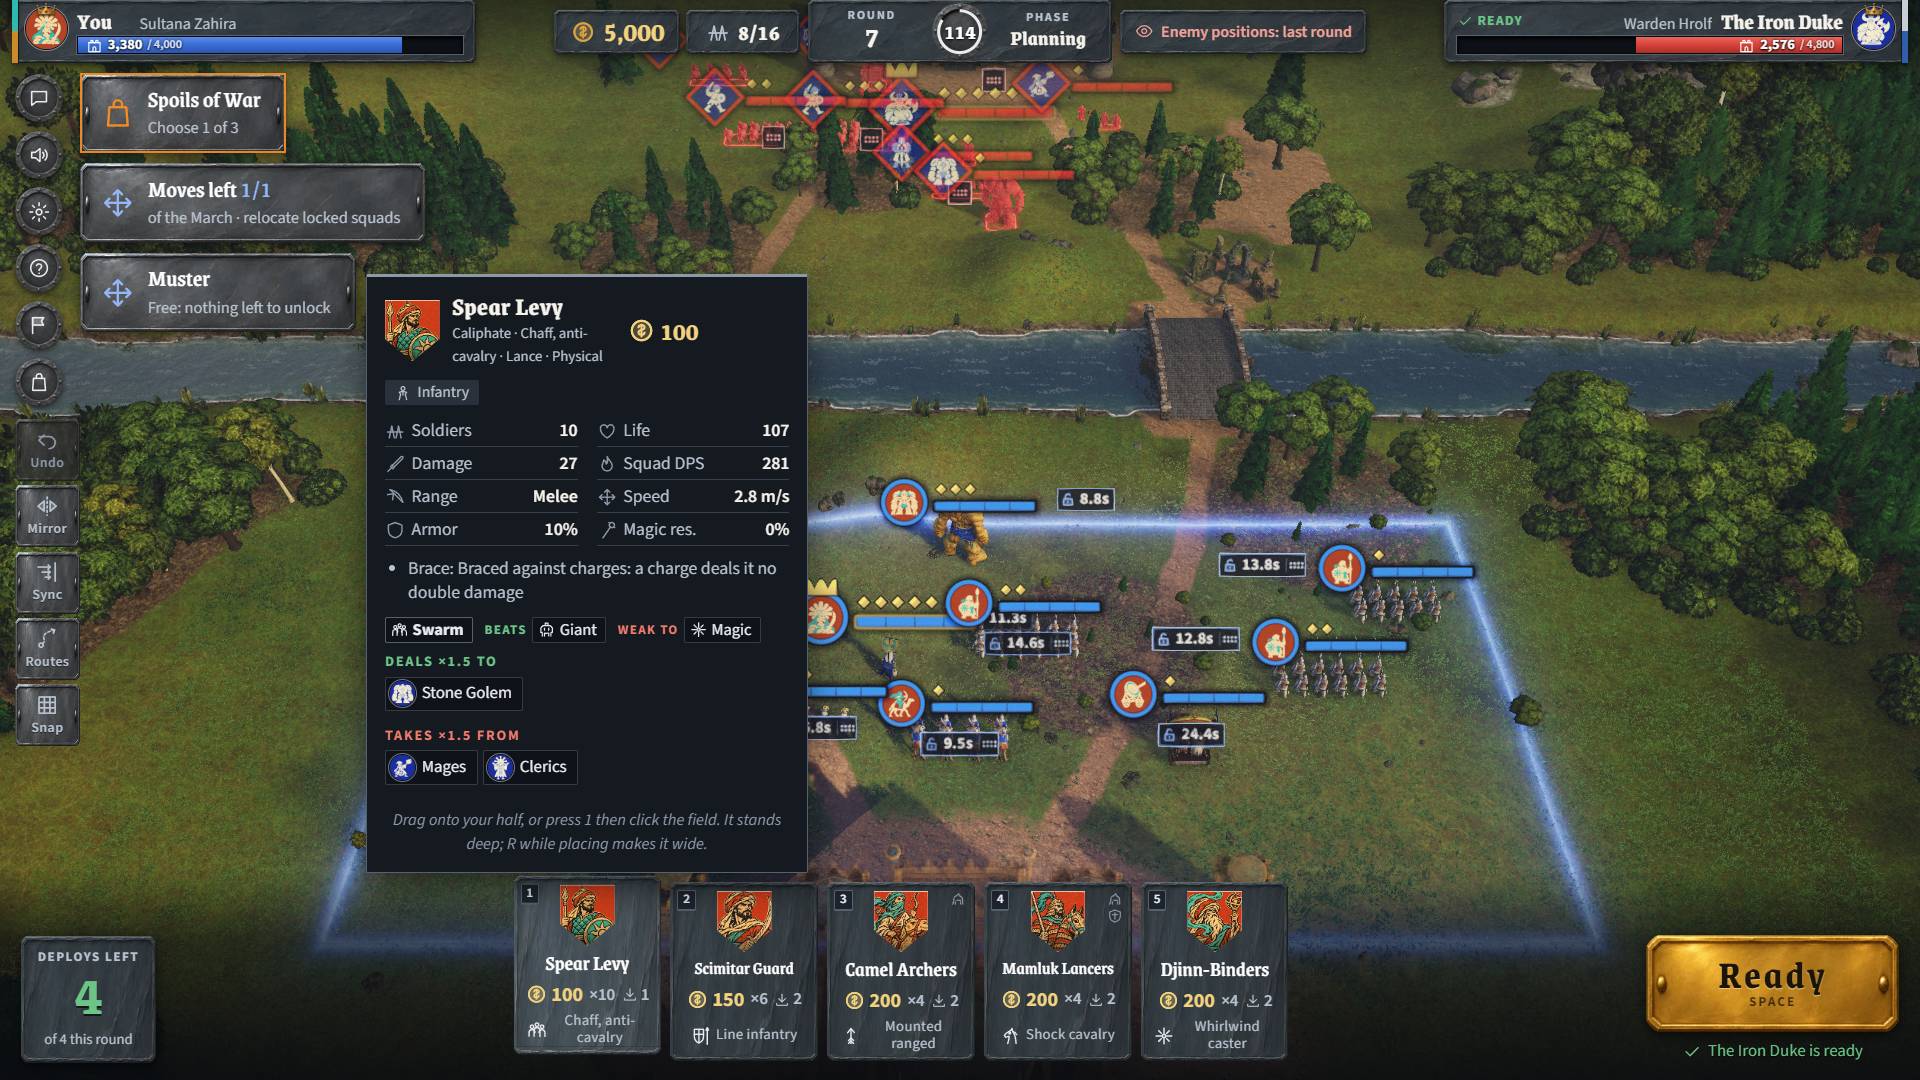 You Sultana Zahira
3,380 / 4,000
5,000
8/16
ROUND
7
114
PHASE
Planning
Enemy positions: last round
READY
Warden Hrolf The Iron Duke
2,576 / 4,800
Spoils of War
Choose 1 of 3
Moves left 1/1
of the March · relocate locked squads
Muster
Free: nothing left to unlock
Undo
Mirror
Sync
Routes
Snap
Spear Levy
Caliphate · Chaff, anti-
cavalry · Lance · Physical
100
Infantry
Soldiers 10
Life 107
Damage 27
Squad DPS 281
Range Melee
Speed 2.8 m/s
Armor 10%
Magic res. 0%
• Brace: Braced against charges: a charge deals it no
double damage
Swarm BEATS Giant WEAK TO Magic
DEALS ×1.5 TO
Stone Golem
TAKES ×1.5 FROM
Mages Clerics
Drag onto your half, or press 1 then click the field. It stands
deep; R while placing makes it wide.
8.8s
13.8s
11.3s
14.6s
12.8s
.8s
9.5s
24.4s
DEPLOYS LEFT
4
of 4 this round
1
Spear Levy
100 ×10 1
Chaff, anti-
cavalry
2
Scimitar Guard
150 ×6 2
Line infantry
3
Camel Archers
200 ×4 2
Mounted
ranged
4
Mamluk Lancers
200 ×4 2
Shock cavalry
5
Djinn-Binders
200 ×4 2
Whirlwind
caster
Ready
SPACE
The Iron Duke is ready